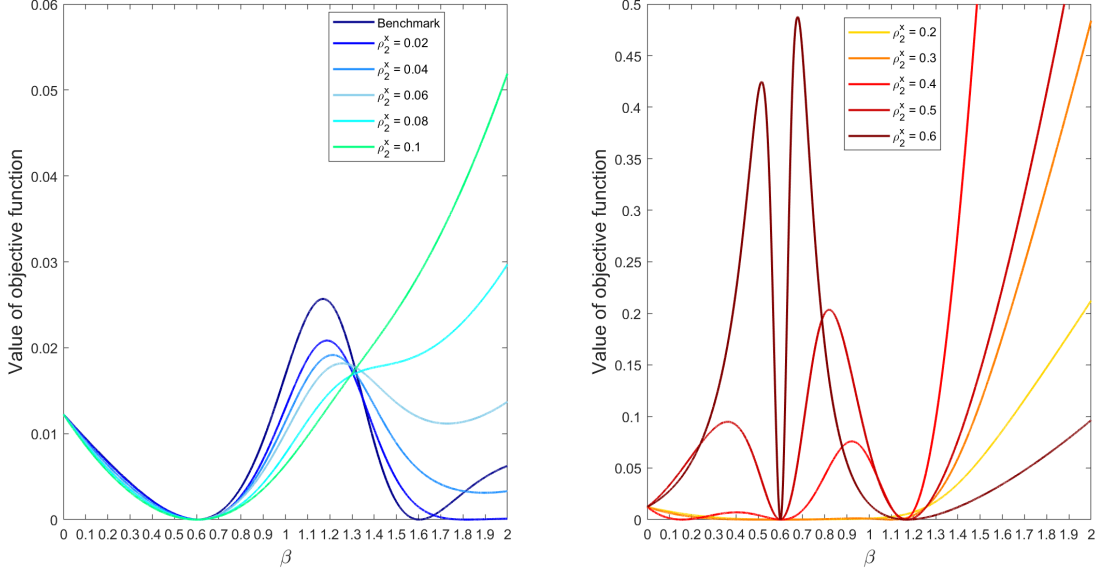 0.06
0.05
0.04
0.03
0.02
0.01
0
Value of objective function
Benchmark
ρ₂ˣ = 0.02
ρ₂ˣ = 0.04
ρ₂ˣ = 0.06
ρ₂ˣ = 0.08
ρ₂ˣ = 0.1
0 0.1 0.2 0.3 0.4 0.5 0.6 0.7 0.8 0.9 1 1.1 1.2 1.3 1.4 1.5 1.6 1.7 1.8 1.9 2
β
0.5
0.45
0.4
0.35
0.3
0.25
0.2
0.15
0.1
0.05
0
Value of objective function
ρ₂ˣ = 0.2
ρ₂ˣ = 0.3
ρ₂ˣ = 0.4
ρ₂ˣ = 0.5
ρ₂ˣ = 0.6
0 0.1 0.2 0.3 0.4 0.5 0.6 0.7 0.8 0.9 1 1.1 1.2 1.3 1.4 1.5 1.6 1.7 1.8 1.9 2
β